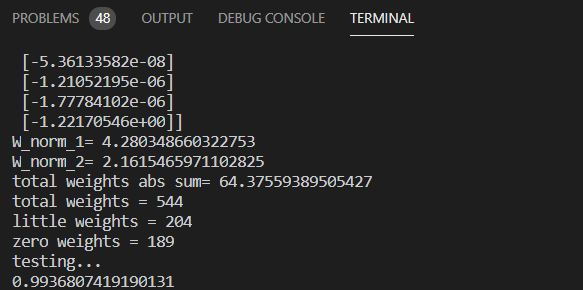 PROBLEMS 48 OUTPUT DEBUG CONSOLE TERMINAL
[-5.36133582e-08]
[-1.21052195e-06]
[-1.77784102e-06]
[-1.22170546e+00]]
W_norm_1= 4.280348660322753
W_norm_2= 2.1615465971102825
total weights abs sum= 64.37559389505427
total weights = 544
little weights = 204
zero weights = 189
testing...
0.9936807419190131